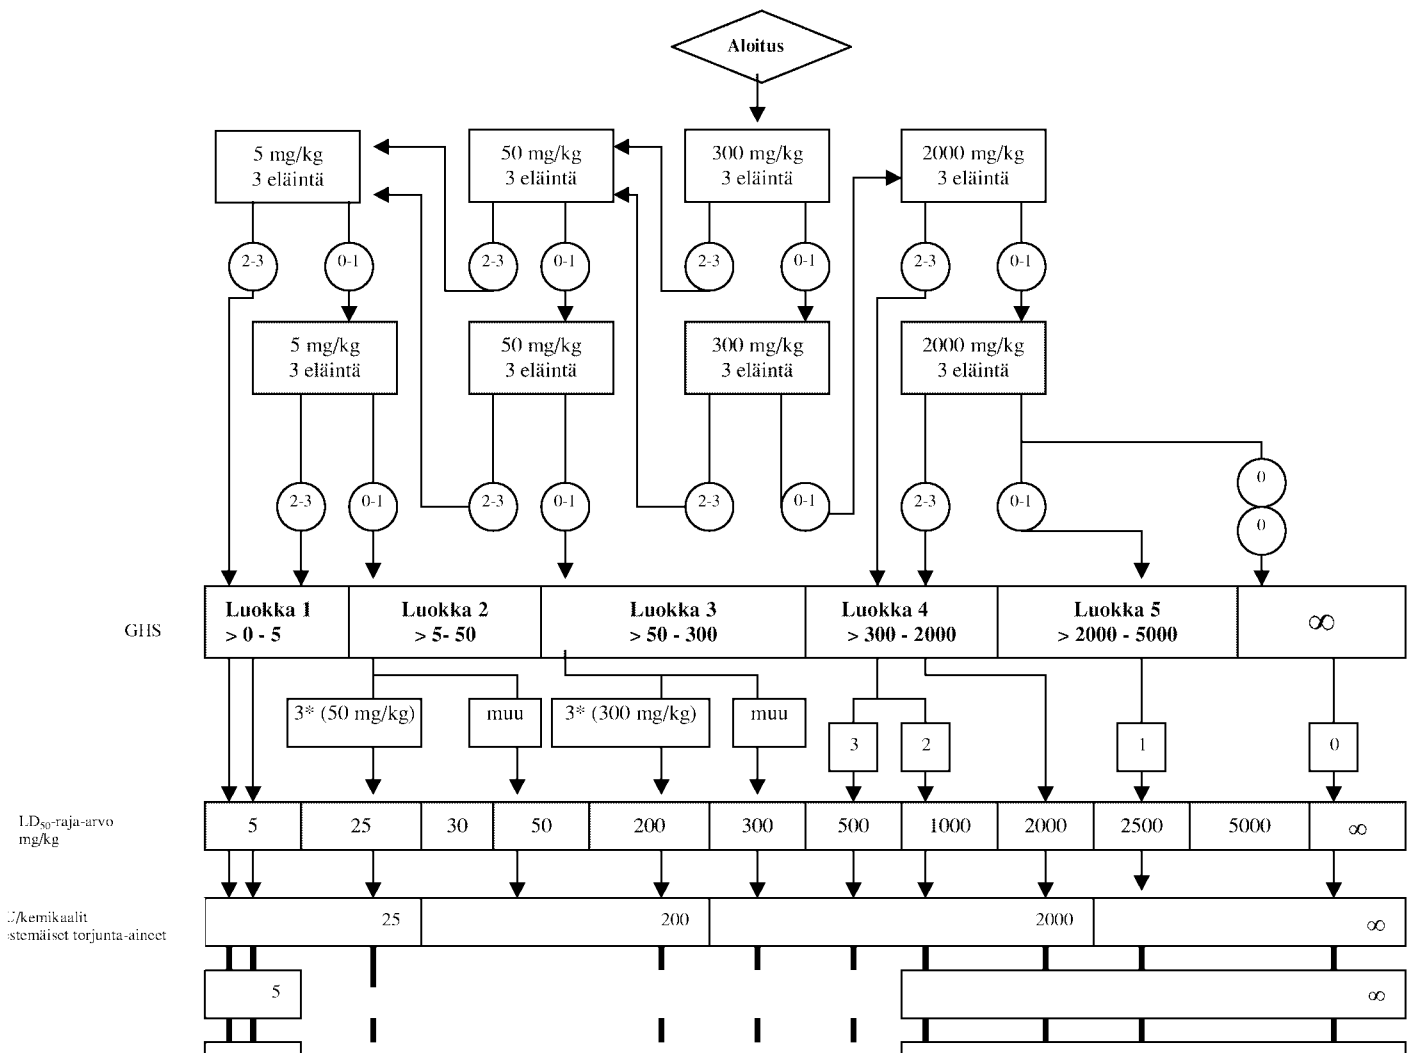 Aloitus
5 mg/kg
3 eläintä
50 mg/kg
3 eläintä
300 mg/kg
3 eläintä
2000 mg/kg
3 eläintä
2-3
0-1
2-3
0-1
2-3
0-1
2-3
0-1
5 mg/kg
3 eläintä
50 mg/kg
3 eläintä
300 mg/kg
3 eläintä
2000 mg/kg
3 eläintä
2-3
0-1
2-3
0-1
2-3
0-1
2-3
0-1
0
0
GHS
Luokka 1
> 0 - 5
Luokka 2
> 5- 50
Luokka 3
> 50 - 300
Luokka 4
> 300 - 2000
Luokka 5
> 2000 - 5000
∞
3* (50 mg/kg)
muu
3* (300 mg/kg)
muu
3
2
1
0
LD50-raja-arvo
mg/kg
5
25
30
50
200
300
500
1000
2000
2500
5000
∞
/kemikaalit
torjunta-aineet
25
200
2000
∞
5
∞